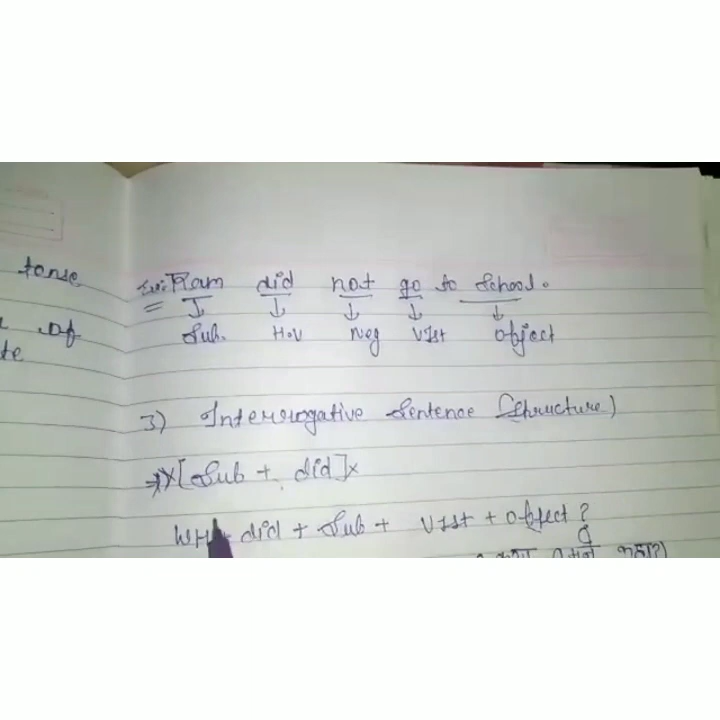 tense
of
te
Ex:- Ram did not go to School.
Sub. H.V Neg VIst object
3) Interrogative Sentence (Structure)
⇒ x [Sub + did] x
WH + did + Sub + VIst + object ?